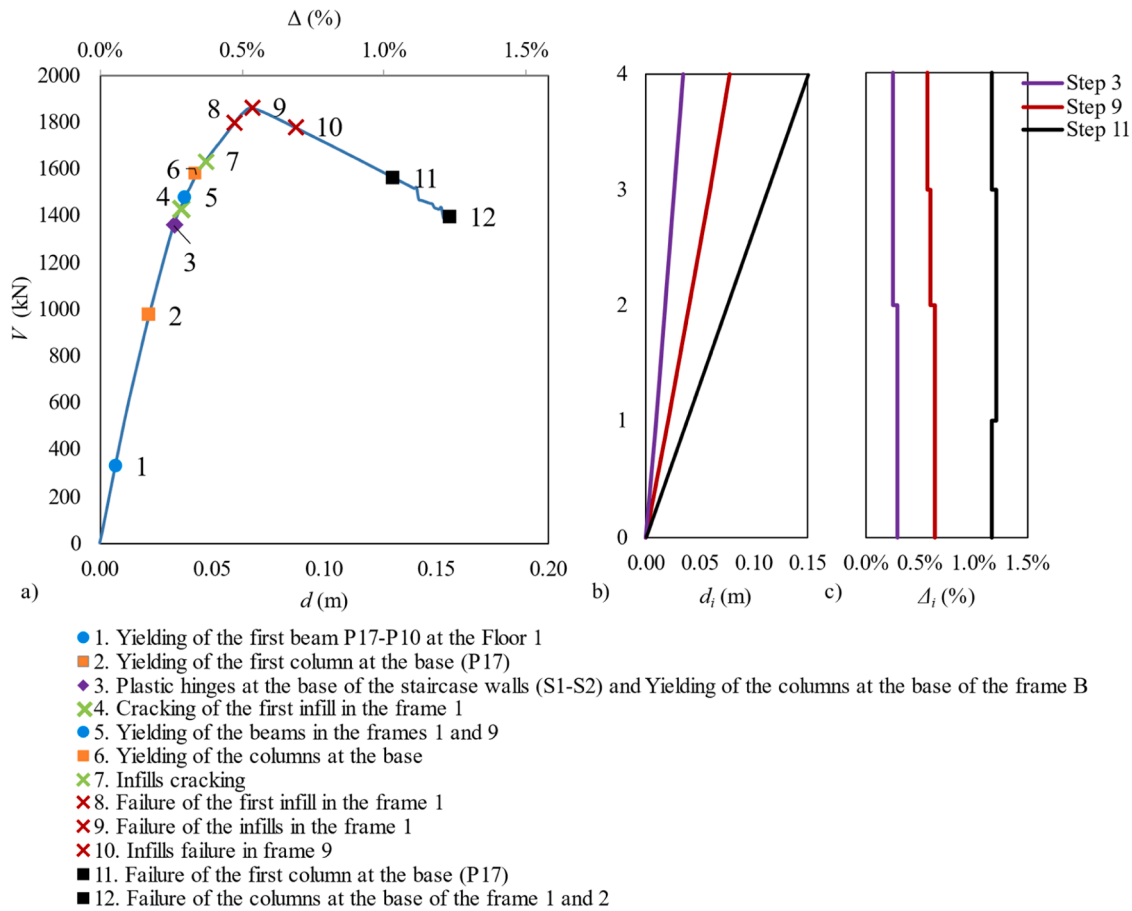 Δ (%)
0.0% 0.5% 1.0% 1.5%
2000
1800
1600
1400
1200
1000
800
600
400
200
0
V (kN)
1
2
3
4
5
6
7
8
9
10
11
12
0.00 0.05 0.10 0.15 0.20
a) d (m)
4
3
2
1
0
0.00 0.05 0.10 0.15
b) di (m)
Step 3
Step 9
Step 11
0.0% 0.5% 1.0% 1.5%
c) Δi (%)
1. Yielding of the first beam P17-P10 at the Floor 1
2. Yielding of the first column at the base (P17)
3. Plastic hinges at the base of the staircase walls (S1-S2) and Yielding of the columns at the base of the frame B
4. Cracking of the first infill in the frame 1
5. Yielding of the beams in the frames 1 and 9
6. Yielding of the columns at the base
7. Infills cracking
8. Failure of the first infill in the frame 1
9. Failure of the infills in the frame 1
10. Infills failure in frame 9
11. Failure of the first column at the base (P17)
12. Failure of the columns at the base of the frame 1 and 2